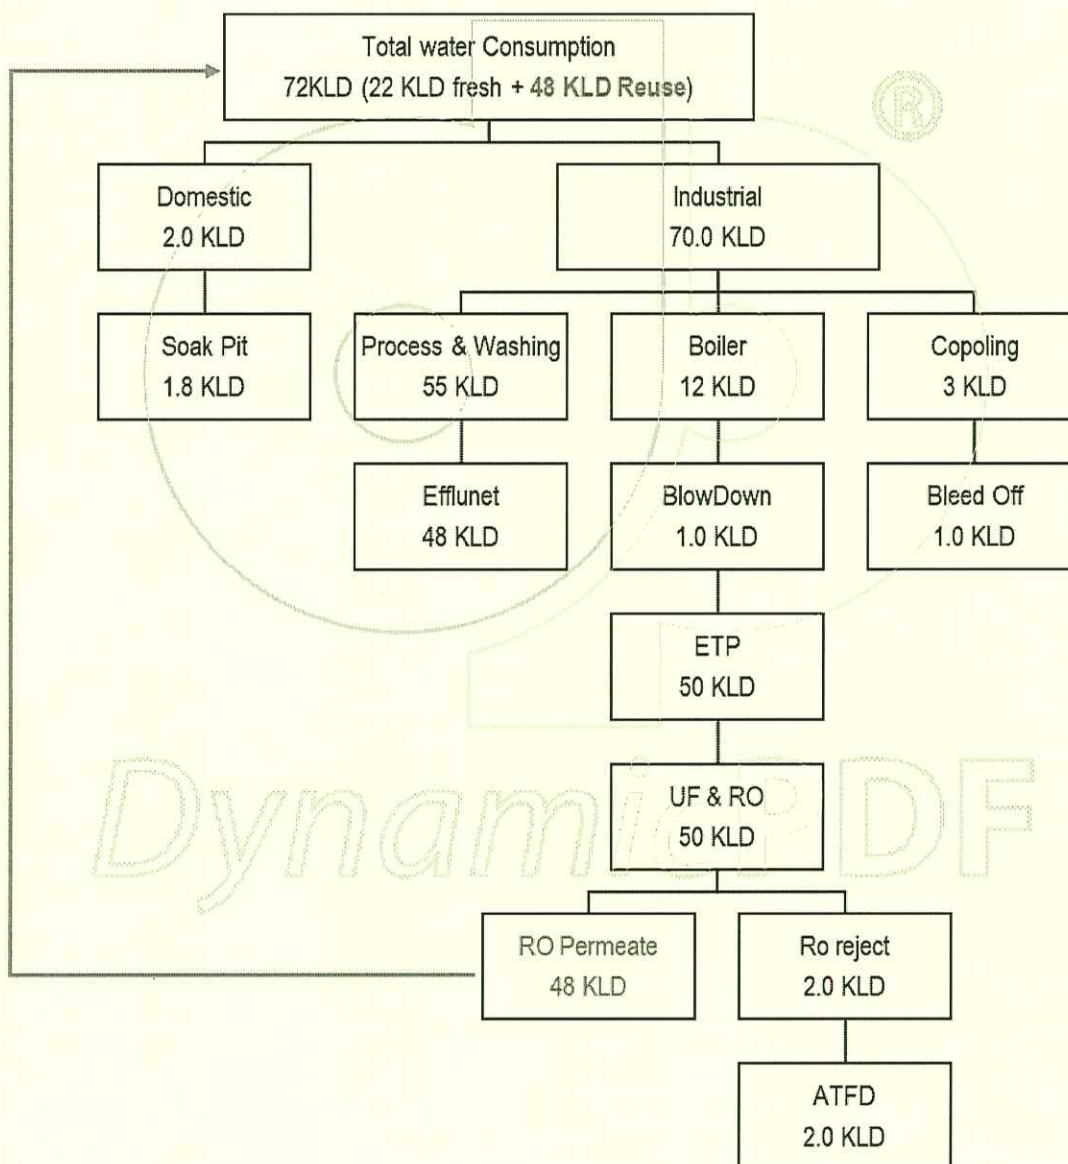 Total water Consumption
72KLD (22 KLD fresh + 48 KLD Reuse)
®
Domestic
2.0 KLD
Industrial
70.0 KLD
Soak Pit
1.8 KLD
Process & Washing
55 KLD
Boiler
12 KLD
Copoling
3 KLD
Efflunet
48 KLD
BlowDown
1.0 KLD
Bleed Off
1.0 KLD
ETP
50 KLD
UF & RO
50 KLD
DynamicPDF
RO Permeate
48 KLD
Ro reject
2.0 KLD
ATFD
2.0 KLD